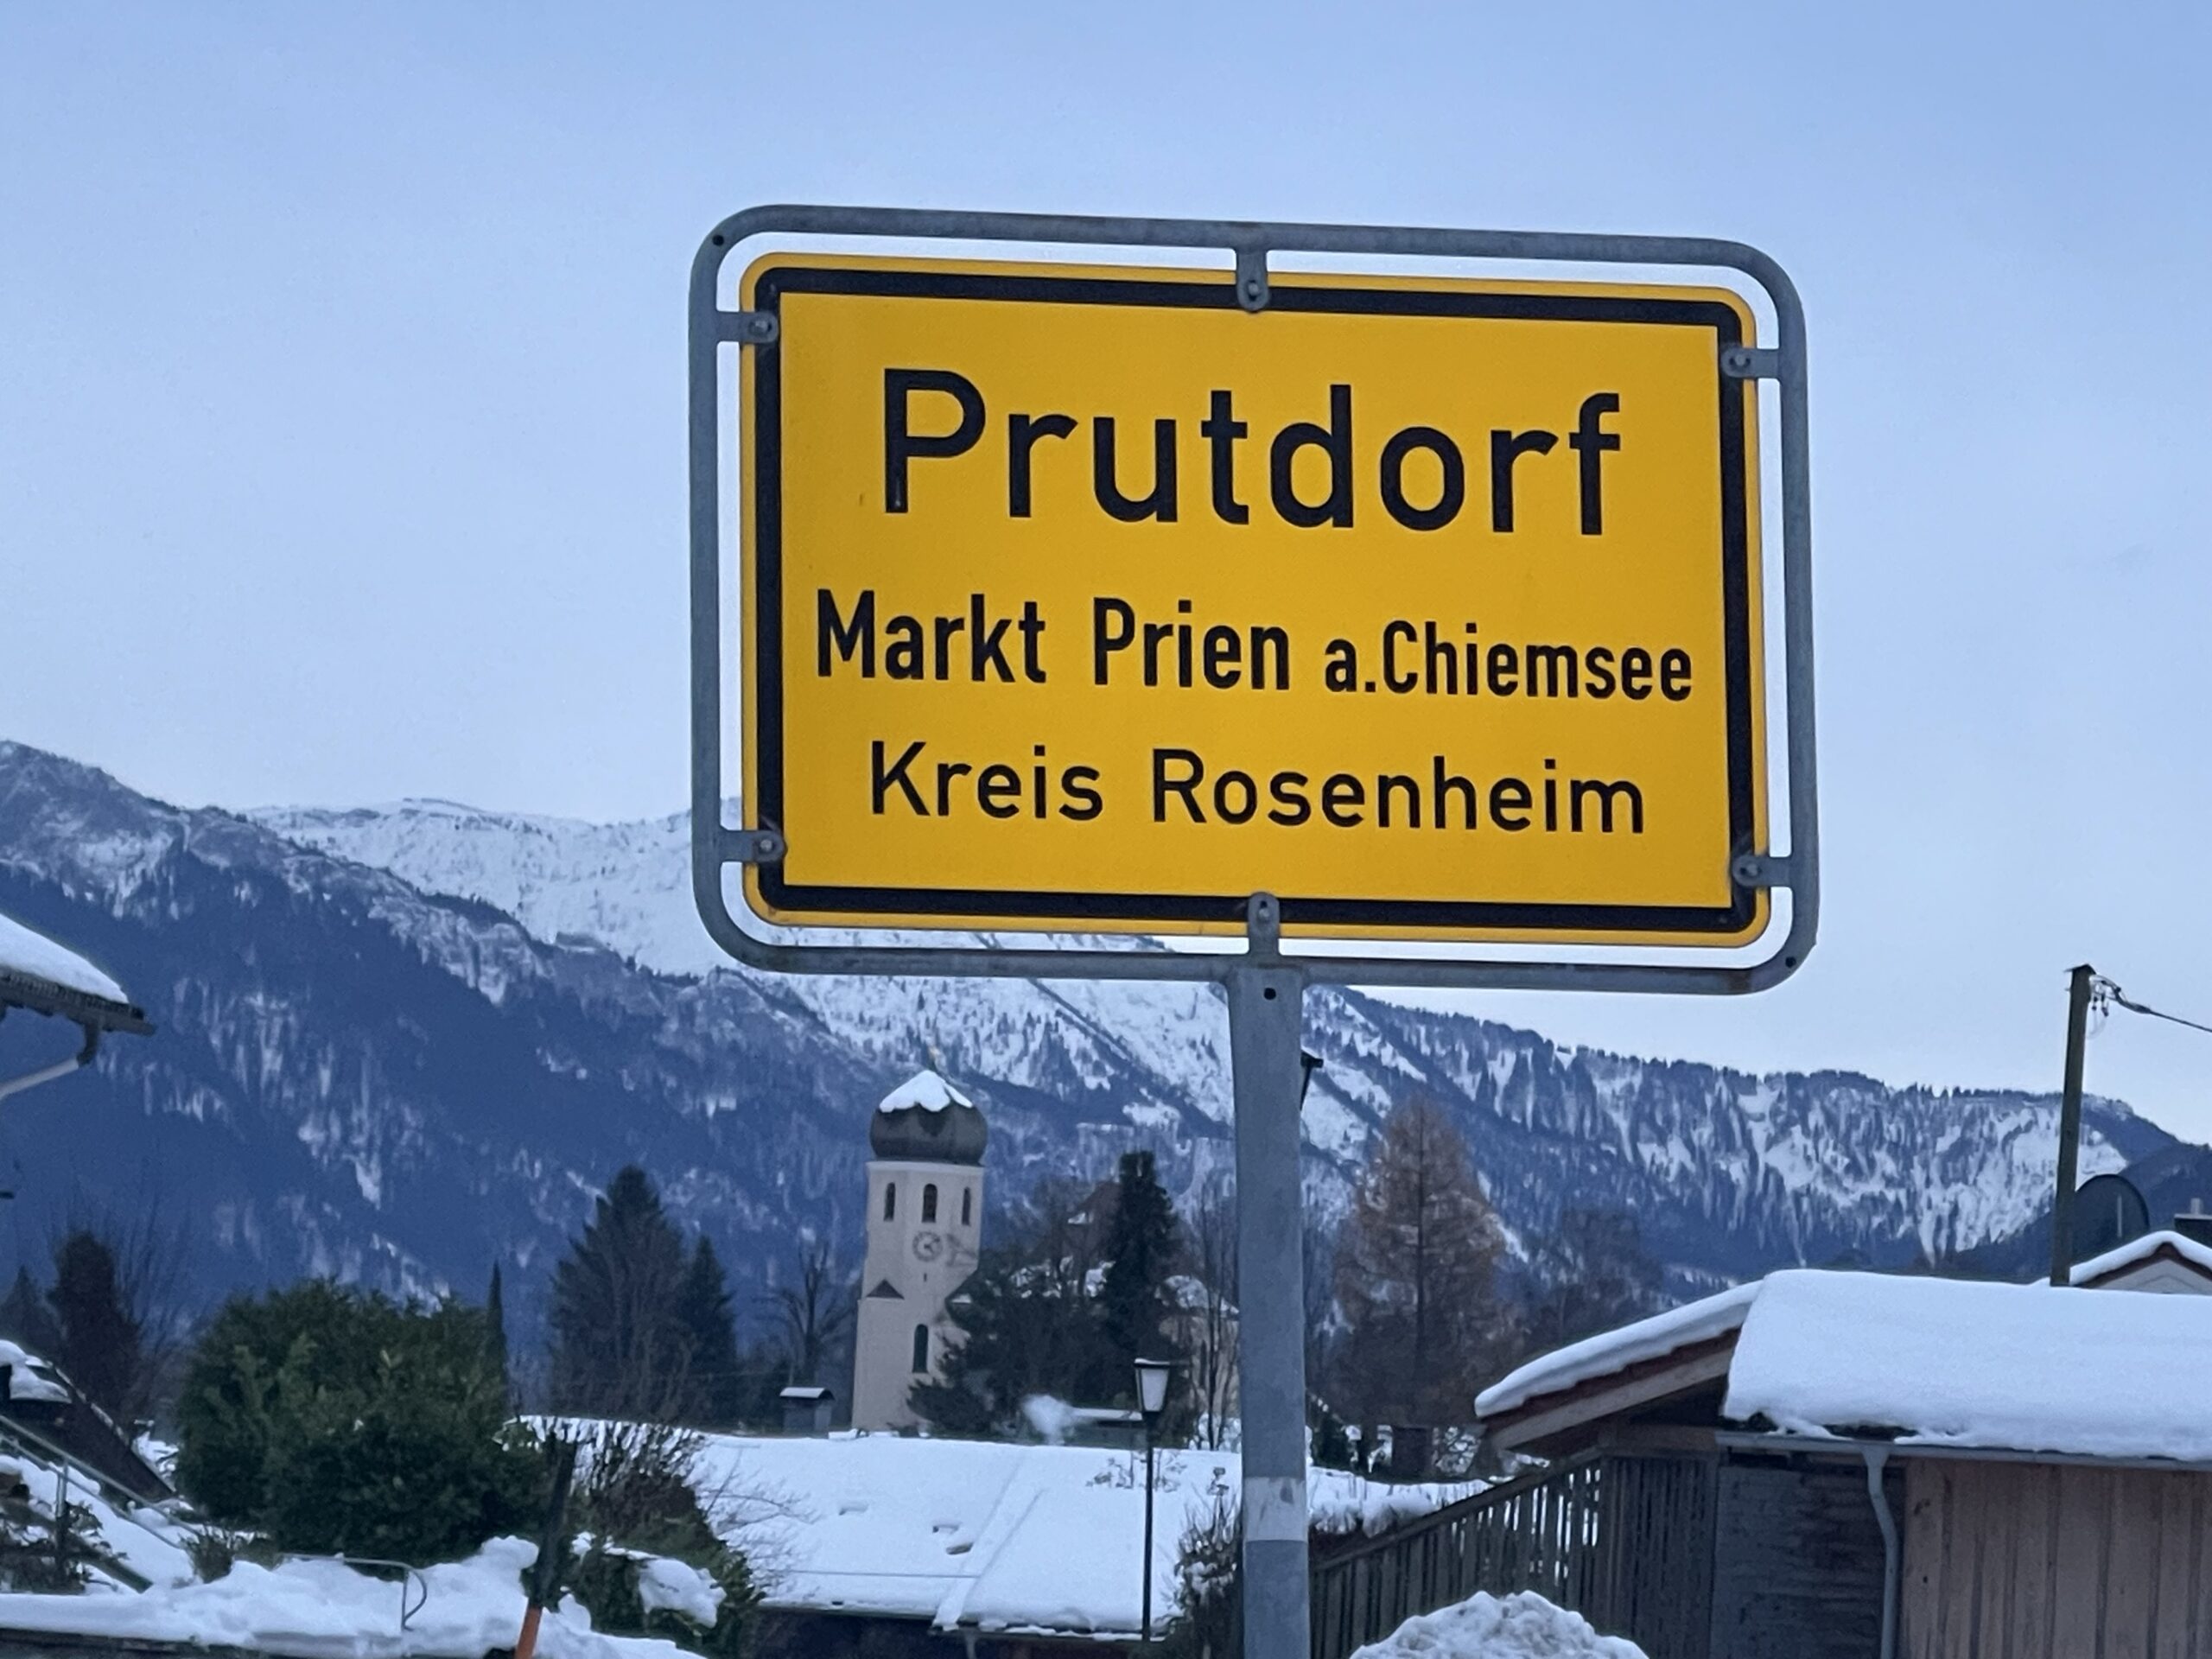 Prutdorf
Markt Prien a.Chiemsee
Kreis Rosenheim